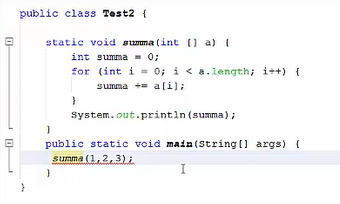 public class Test2 {
static void summa(int [] a) {
int summa = 0;
for (int i = 0; i < a.length; i++) {
summa += a[i];
}
System.out.println(summa);
}
public static void main(String[] args) {
summa(1,2,3);
}
}